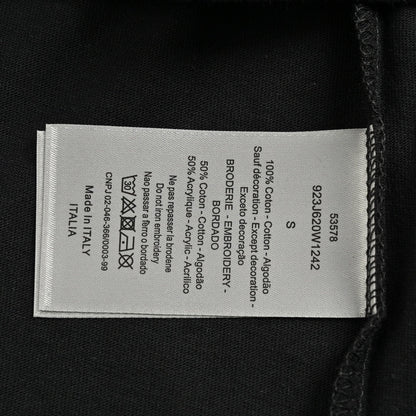 53578
923J620W1242
S
100% Coton - Cotton - Algodão
Sauf décoration - Except decoration -
Exceto decoração
BRODERIE - EMBROIDERY -
BORDADO
50% Coton - Cotton - Algodão
50% Acrylique - Acrylic - Acrílico
Ne pas repasser la broderie
Do not iron embroidery
Nao passar a ferro o bordado
30
CNPJ 02-046-366/0003-99
Made In ITALY
ITALIA